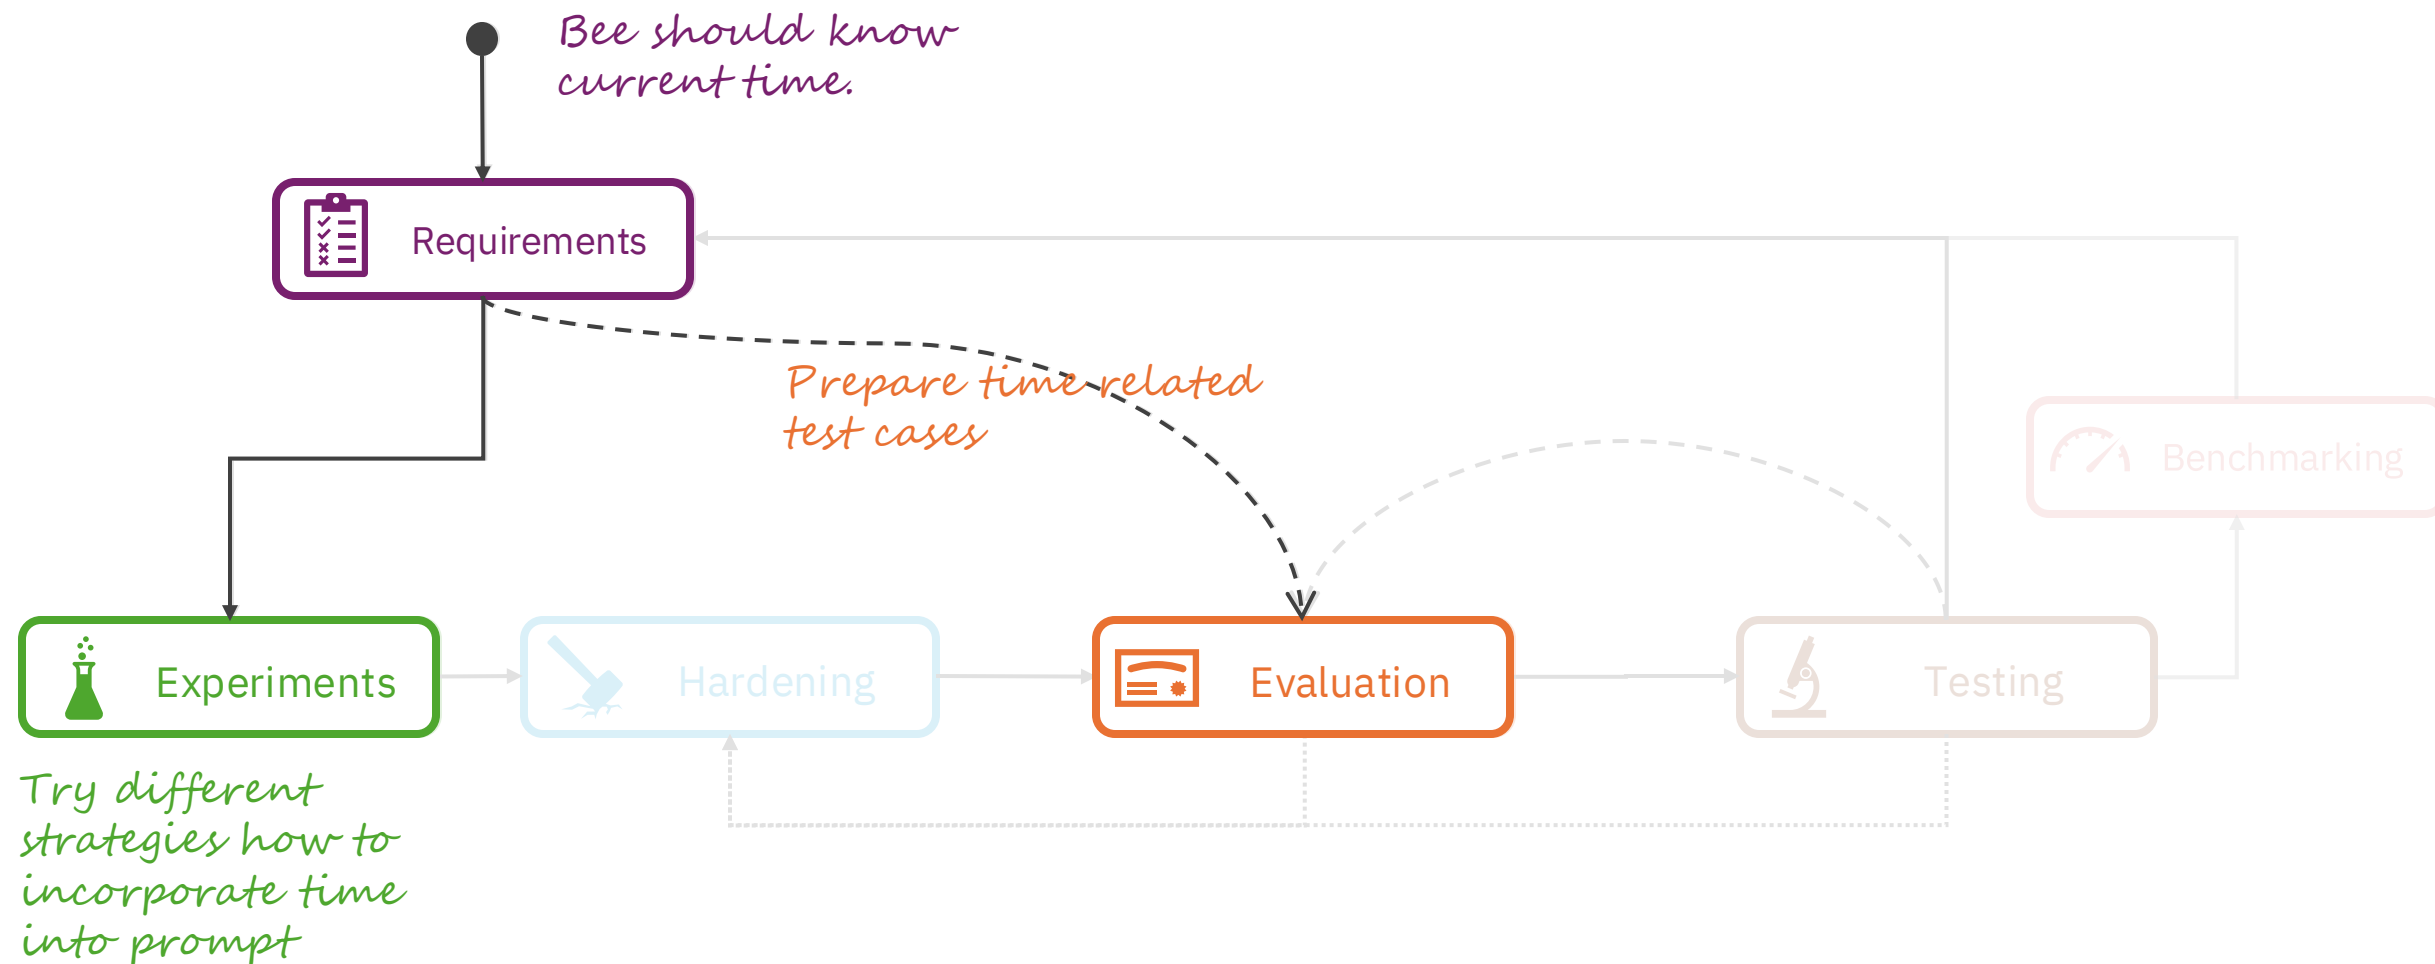 Bee should know
current time.
Requirements
Prepare time related
test cases
Benchmarking
Experiments
Hardening
Evaluation
Testing
Try different
strategies how to
incorporate time
into prompt